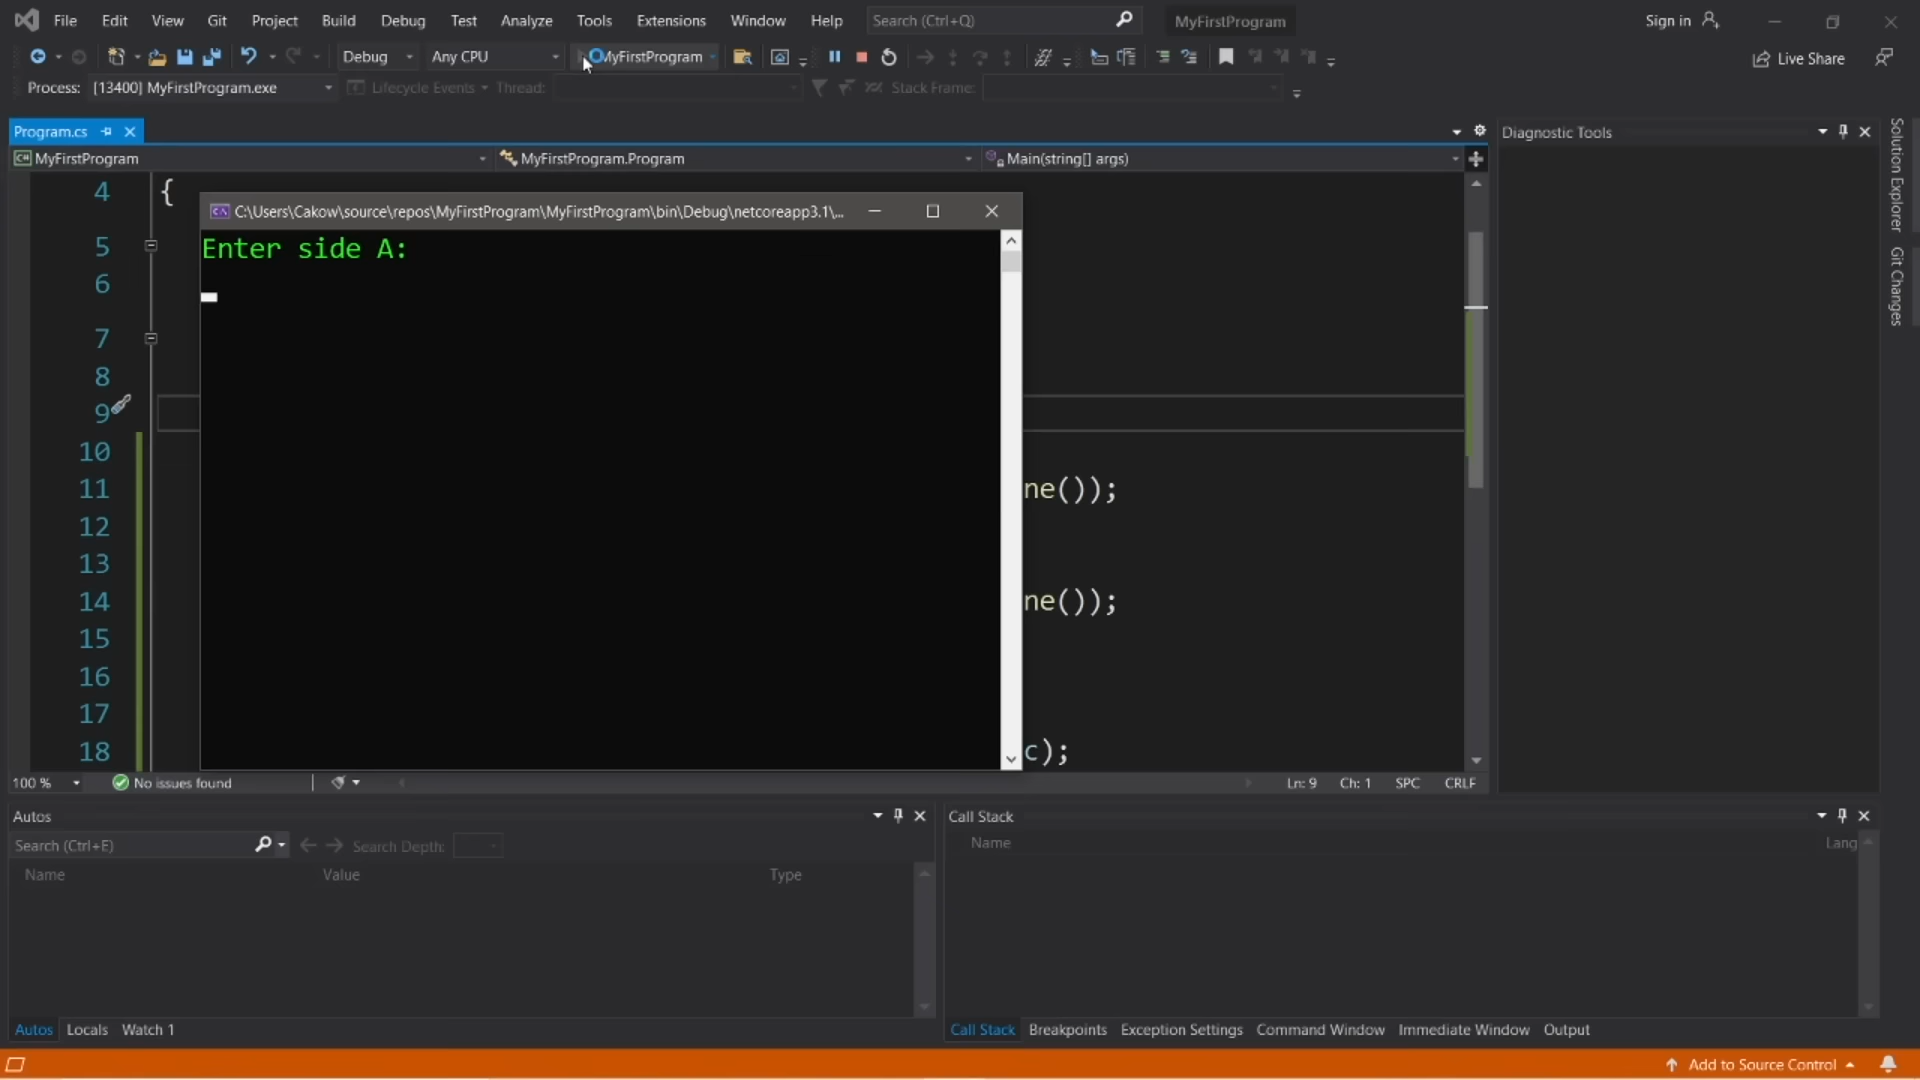 File Edit View Git Project Build Debug Test Analyze Tools Extensions Window Help Search (Ctrl+Q) MyFirstProgram Sign in
Debug Any CPU MyFirstProgram Live Share
Process: [13400] MyFirstProgram.exe Lifecycle Events Thread: Stack Frame:
Program.cs Diagnostic Tools
C# MyFirstProgram MyFirstProgram.Program Main(string[] args)
4 {
C:\Users\Cakow\source\repos\MyFirstProgram\MyFirstProgram\bin\Debug\netcoreapp3.1\...
Enter side A:
5
6
7
8
9
10
11 ne());
12
13
14 ne());
15
16
17
18 c);
100 % No issues found Ln: 9 Ch: 1 SPC CRLF
Solution Explorer
Git Changes
Autos Call Stack
Search (Ctrl+E) Search Depth: Name Lang
Name Value Type
Autos Locals Watch 1 Call Stack Breakpoints Exception Settings Command Window Immediate Window Output
Add to Source Control